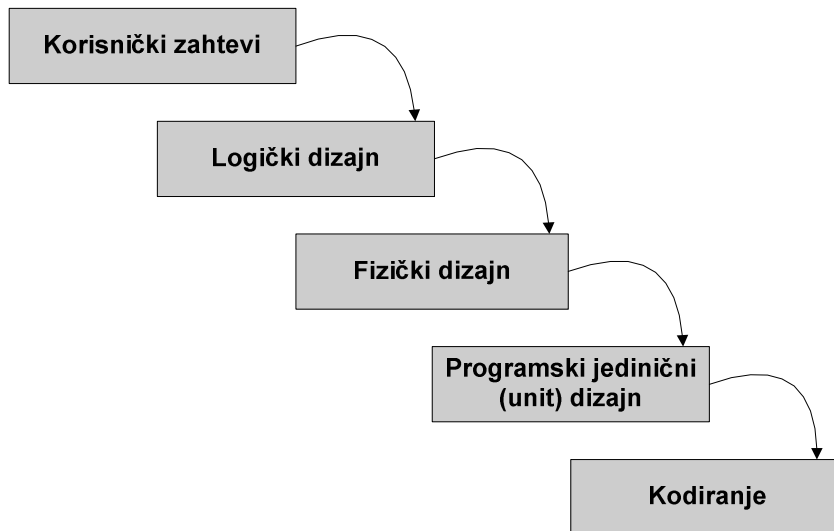 Korisnički zahtevi
Logički dizajn
Fizički dizajn
Programski jedinični
(unit) dizajn
Kodiranje